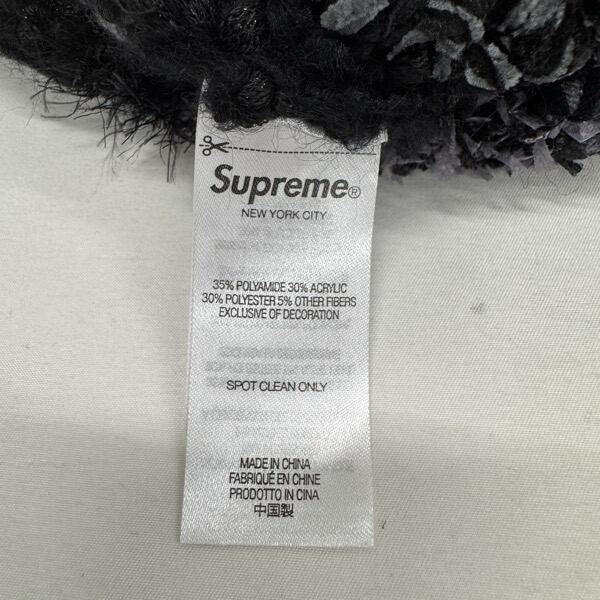 Supreme®
NEW YORK CITY
35% POLYAMIDE 30% ACRYLIC
30% POLYESTER 5% OTHER FIBERS
EXCLUSIVE OF DECORATION
SPOT CLEAN ONLY
MADE IN CHINA
FABRIQUÉ EN CHINE
PRODOTTO IN CINA
中国製